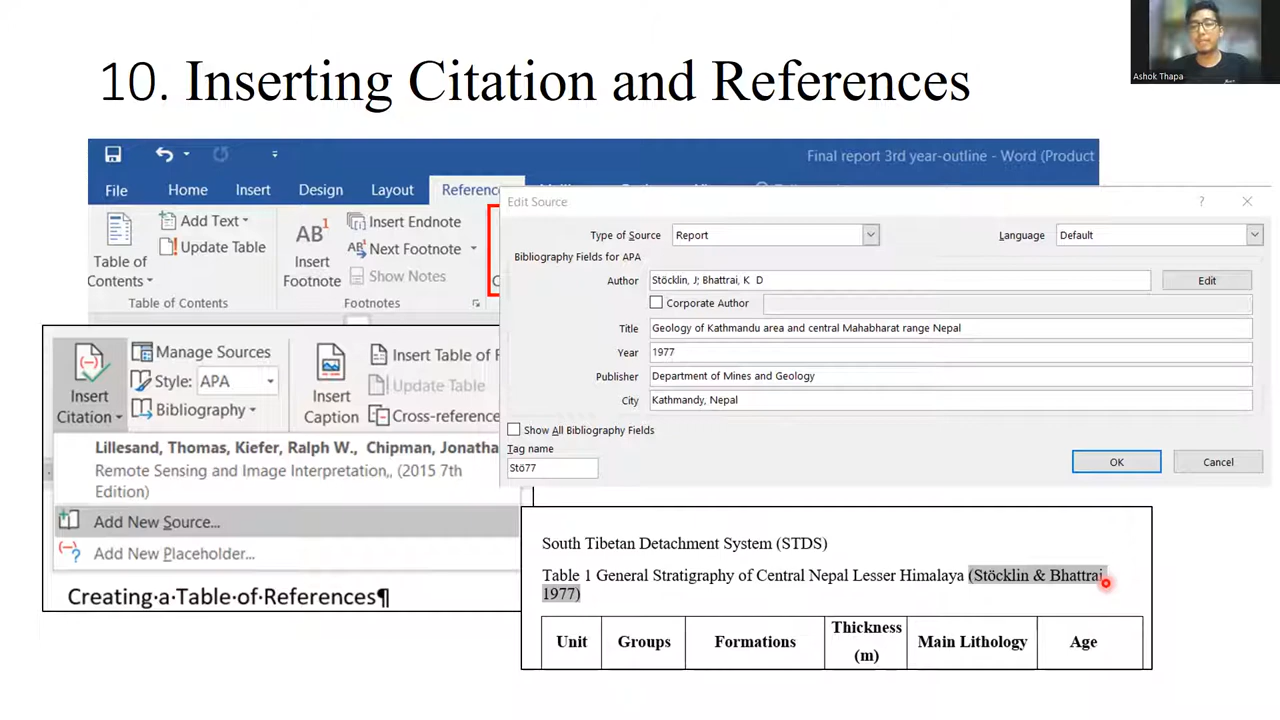 Ashok Thapa
10. Inserting Citation and References
Final report 3rd year-outline - Word (Product
File Home Insert Design Layout Referenc
Table of
Contents
Add Text
Update Table
Table of Contents
AB1
Insert
Footnote
Insert Endnote
Next Footnote
Show Notes
Footnotes
Edit Source
? ×
Type of Source Report
Language Default
Bibliography Fields for APA
Author Stöcklin, J; Bhattrai, K D
Edit
Corporate Author
Title Geology of Kathmandu area and central Mahabharat range Nepal
Year 1977
Publisher Department of Mines and Geology
City Kathmandy, Nepal
Show All Bibliography Fields
Tag name
Stö77
OK Cancel
Insert
Citation
Manage Sources
Style: APA
Bibliography
Insert
Caption
Insert Table of F
Update Table
Cross-reference
Lillesand, Thomas, Kiefer, Ralph W., Chipman, Jonatha
Remote Sensing and Image Interpretation,, (2015 7th
Edition)
Add New Source...
Add New Placeholder...
Creating·a·Table·of·References¶
South Tibetan Detachment System (STDS)
Table 1 General Stratigraphy of Central Nepal Lesser Himalaya (Stöcklin & Bhattrai
1977)
Unit Groups Formations Thickness (m) Main Lithology Age